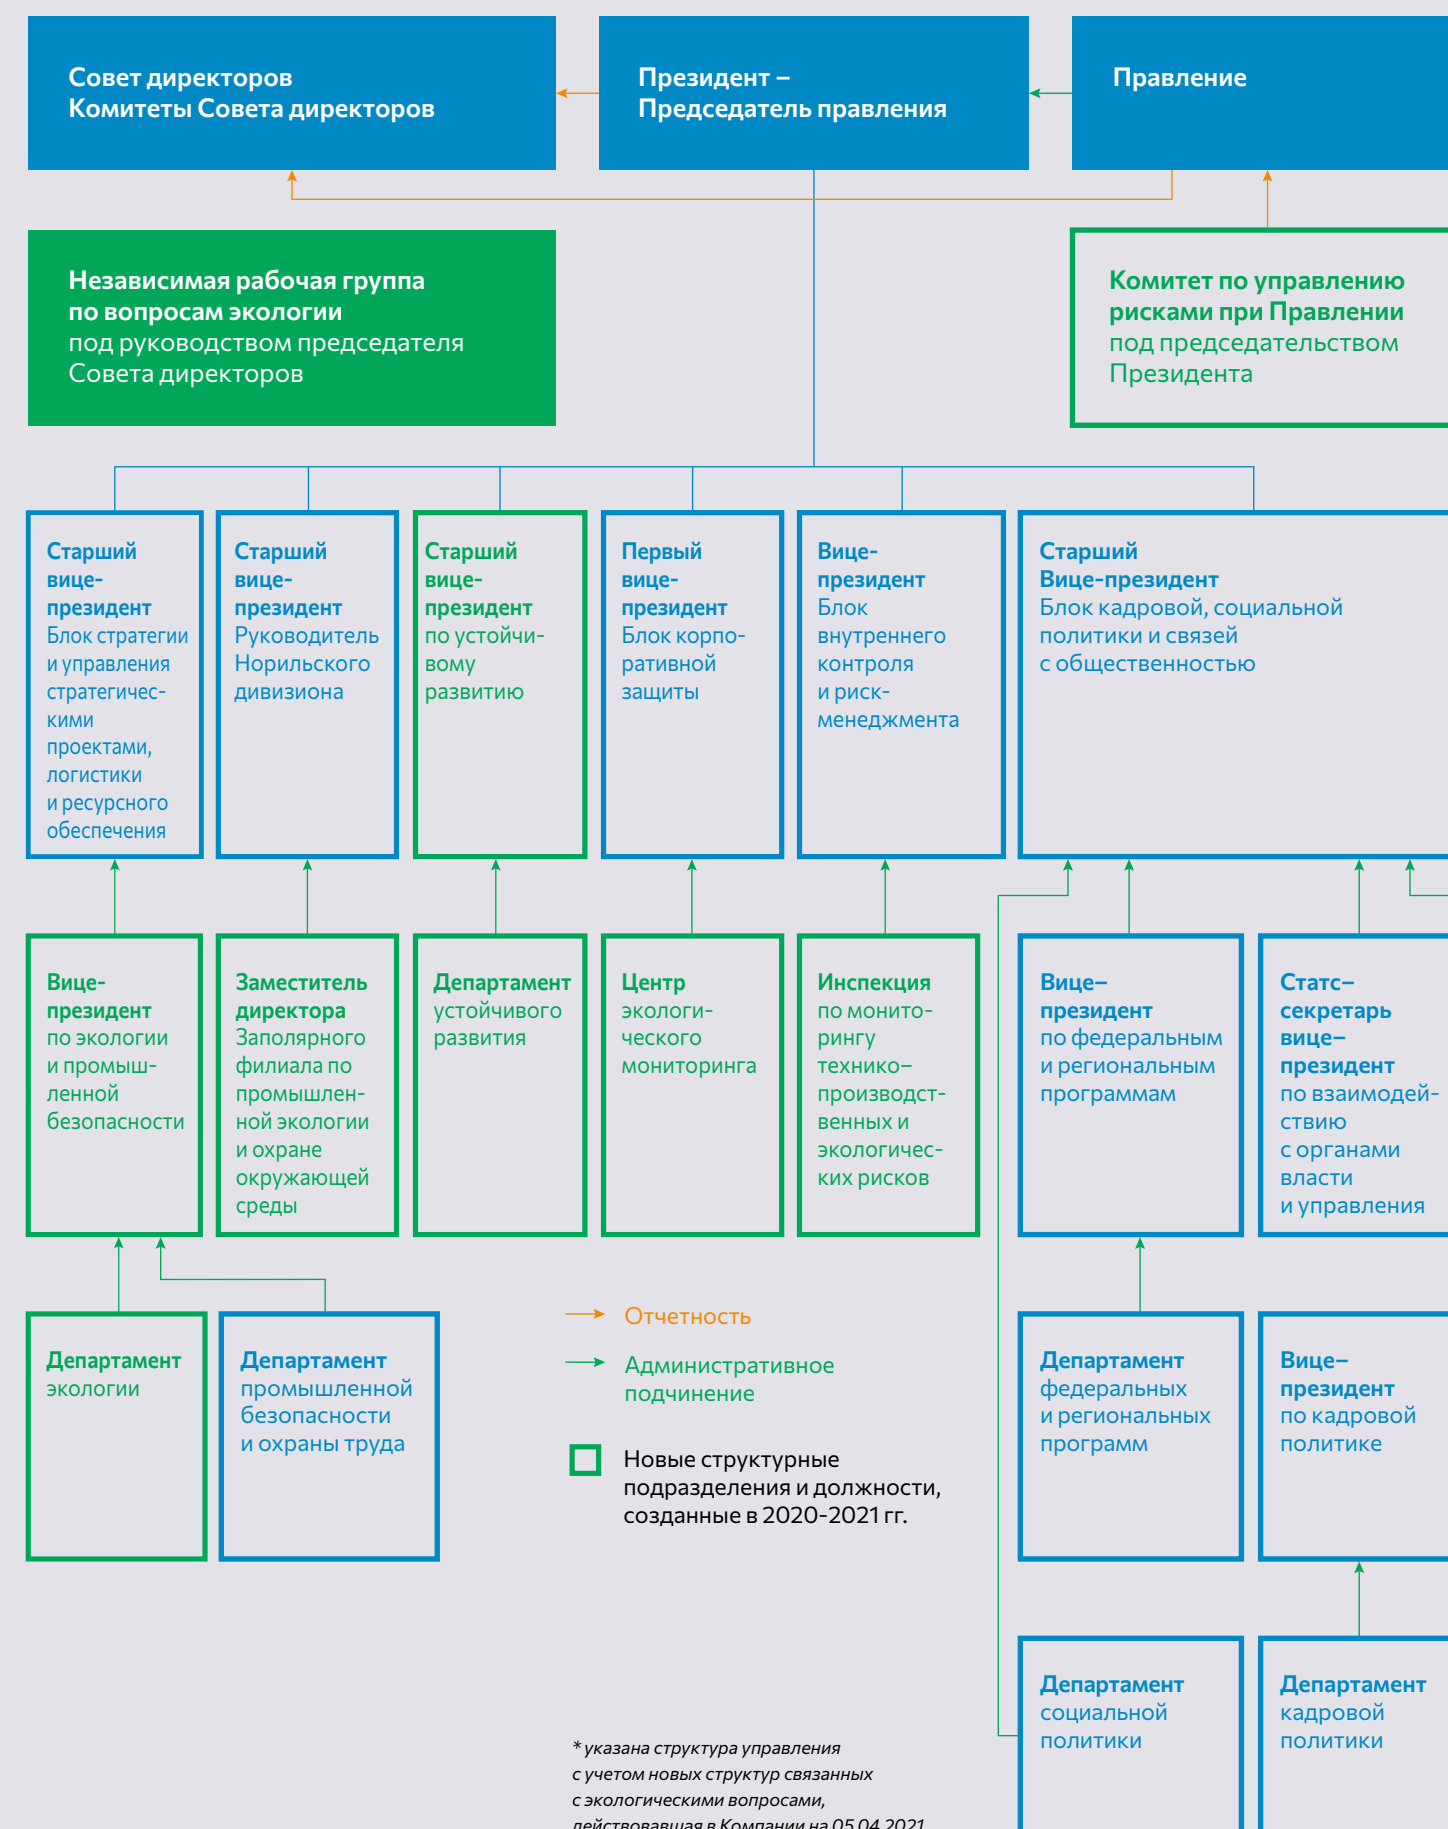 Совет директоров
Комитеты Совета директоров
Президент –
Председатель правления
Правление
Независимая рабочая группа
по вопросам экологии
под руководством председателя
Совета директоров
Комитет по управлению
рисками при Правлении
под председательством
Президента
Старший
вице-
президент
Блок стратегии
и управления
стратегичес-
кими
проектами,
логистики
и ресурсного
обеспечения
Старший
вице-
президент
Руководитель
Норильского
дивизиона
Старший
вице-
президент
по устойчи-
вому
развитию
Первый
вице-
президент
Блок корпо-
ративной
защиты
Вице-
президент
Блок
внутреннего
контроля
и риск-
менеджмента
Старший
Вице-президент
Блок кадровой, социальной
политики и связей
с общественностью
Вице-
президент
по экологии
и промыш-
ленной
безопасности
Заместитель
директора
Заполярного
филиала по
промышлен-
ной экологии
и охране
окружающей
среды
Департамент
устойчивого
развития
Центр
экологи-
ческого
мониторинга
Инспекция
по монито-
рингу
технико–
производст-
венных и
экологичес-
ких рисков
Вице–
президент
по федеральным
и региональным
программам
Статс–
секретарь
вице–
президент
по взаимодей-
ствию
с органами
власти
и управления
Департамент
экологии
Департамент
промышленной
безопасности
и охраны труда
Отчетность
Административное
подчинение
Новые структурные
подразделения и должности,
созданные в 2020-2021 гг.
Департамент
федеральных
и региональных
программ
Вице–
президент
по кадровой
политике
Департамент
социальной
политики
Департамент
кадровой
политики
* указана структура управления
с учетом новых структур связанных
с экологическими вопросами,
действовавшая в Компании на 05.04.2021